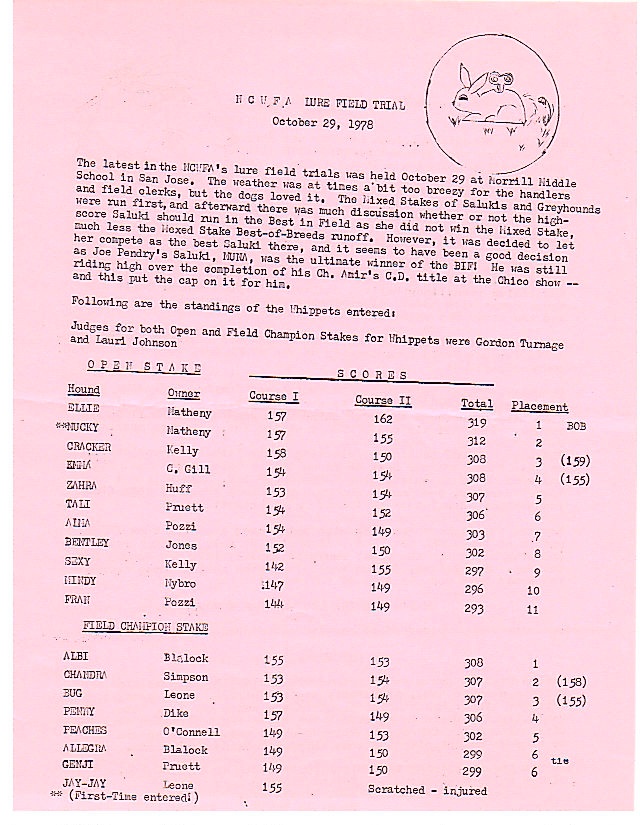 N C W F A LURE FIELD TRIAL
October 29, 1978
The latest in the NCWFA's lure field trials was held October 29 at Morrill Middle
School in San Jose. The weather was at times a bit too breezy for the handlers
and field clerks, but the dogs loved it. The Mixed Stakes of Salukis and Greyhounds
were run first, and afterward there was much discussion whether or not the high-
score Saluki should run in the Best in Field as she did not win the Mixed Stake,
much less the Mexed Stake Best-of-Breeds runoff. However, it was decided to let
her compete as the best Saluki there, and it seems to have been a good decision
as Joe Pendry's Saluki, NUNA, was the ultimate winner of the BIF! He was still
riding high over the completion of his Ch. Amir's C.D. title at the Chico show --
and this put the cap on it for him.
Following are the standings of the Whippets entered:
Judges for both Open and Field Champion Stakes for Whippets were Gordon Turnage
and Lauri Johnson
OPEN STAKE SCORES
Hound Owner Course I Course II Total Placement
ELLIE Matheny 157 162 319 1 BOB
**MUCKY Matheny 157 155 312 2
CRACKER Kelly 158 150 308 3 (159)
EMMA G. Gill 154 154 308 4 (155)
ZAHRA Huff 153 154 307 5
TALI Pruett 154 152 306 6
ALMA Pozzi 154 149 303 7
BENTLEY Jones 152 150 302 8
SEXY Kelly 142 155 297 9
MINDY Nybro 147 149 296 10
FRAN Pozzi 144 149 293 11
FIELD CHAMPION STAKE
ALBI Blalock 155 153 308 1
CHANDRA Simpson 153 154 307 2 (158)
BUG Leone 153 154 307 3 (155)
PENNY Dike 157 149 306 4
PEACHES O'Connell 149 153 302 5
ALLEGRA Blalock 149 150 299 6 tie
GENJI Pruett 149 150 299 6
JAY-JAY Leone 155 Scratched - injured
** (First-Time entered!)